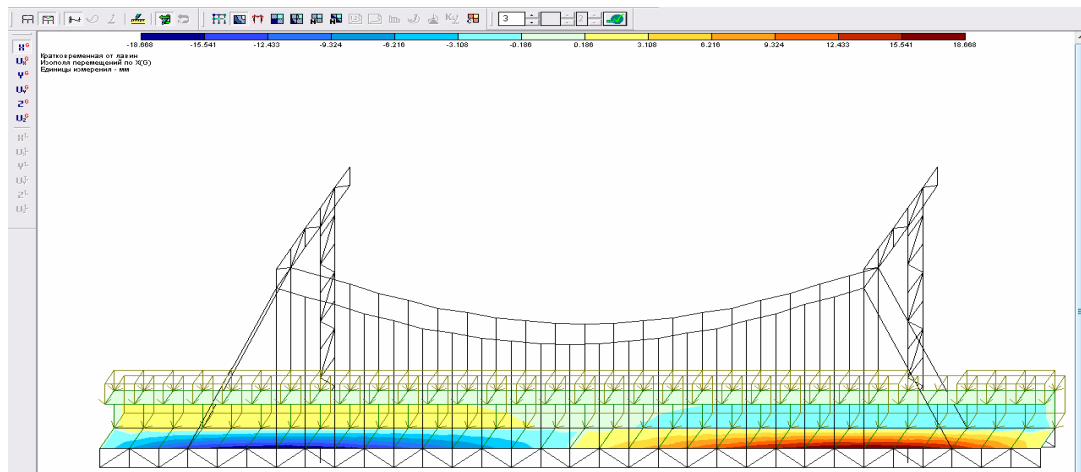 3
2
-18.668 -15.541 -12.433 -9.324 -6.216 -3.108 -0.186 0.186 3.108 6.216 9.324 12.433 15.541 18.668
Кратковременная от лавин
Изополя перемещений по X(G)
Единицы измерения - мм